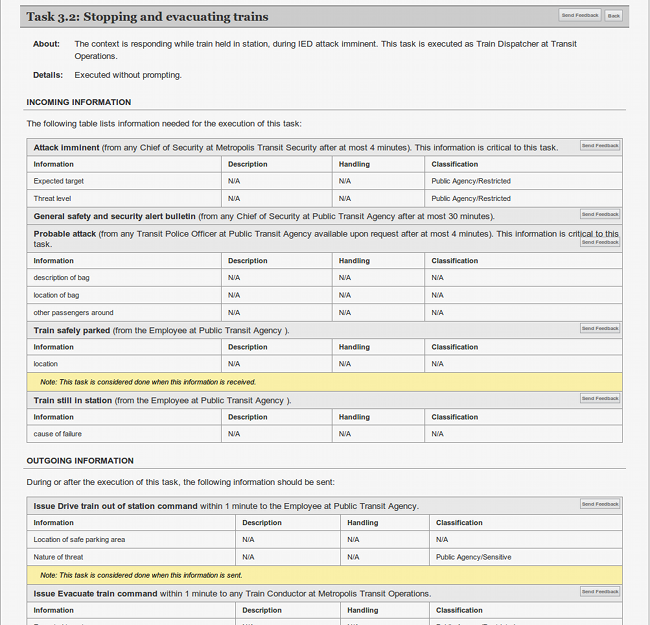 Task 3.2: Stopping and evacuating trains
Send Feedback Back
About: The context is responding while train held in station, during IED attack imminent. This task is executed as Train Dispatcher at Transit
Operations.
Details: Executed without prompting.
INCOMING INFORMATION
The following table lists information needed for the execution of this task:
Attack imminent (from any Chief of Security at Metropolis Transit Security after at most 4 minutes). This information is critical to this task. Send Feedback
Information Description Handling Classification
Expected target N/A N/A Public Agency/Restricted
Threat level N/A N/A Public Agency/Restricted
General safety and security alert bulletin (from any Chief of Security at Public Transit Agency after at most 30 minutes). Send Feedback
Probable attack (from any Transit Police Officer at Public Transit Agency available upon request after at most 4 minutes). This information is critical to this
task. Send Feedback
Information Description Handling Classification
description of bag N/A N/A N/A
location of bag N/A N/A N/A
other passengers around N/A N/A N/A
Train safely parked (from the Employee at Public Transit Agency ). Send Feedback
Information Description Handling Classification
location N/A N/A N/A
Note: This task is considered done when this information is received.
Train still in station (from the Employee at Public Transit Agency ). Send Feedback
Information Description Handling Classification
cause of failure N/A N/A N/A
OUTGOING INFORMATION
During or after the execution of this task, the following information should be sent:
Issue Drive train out of station command within 1 minute to the Employee at Public Transit Agency. Send Feedback
Information Description Handling Classification
Location of safe parking area N/A N/A N/A
Nature of threat N/A N/A Public Agency/Sensitive
Note: This task is considered done when this information is sent.
Issue Evacuate train command within 1 minute to any Train Conductor at Metropolis Transit Operations. Send Feedback
Information Description Handling Classification